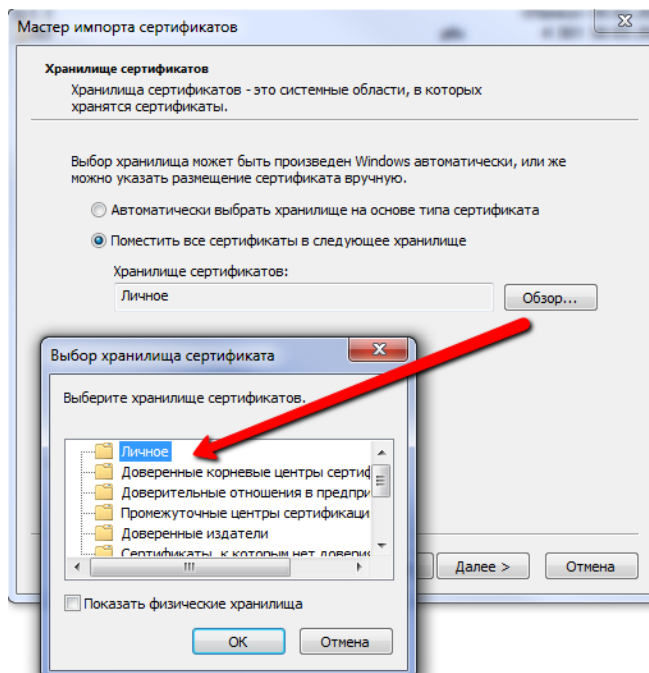 Мастер импорта сертификатов
Хранилище сертификатов
Хранилища сертификатов - это системные области, в которых
хранятся сертификаты.
Выбор хранилища может быть произведен Windows автоматически, или же
можно указать размещение сертификата вручную.
Автоматически выбрать хранилище на основе типа сертификата
Поместить все сертификаты в следующее хранилище
Хранилище сертификатов:
Личное
Обзор...
Выбор хранилища сертификата
Выберите хранилище сертификатов.
Личное
Доверенные корневые центры сертиф
Доверительные отношения в предпри
Промежуточные центры сертификаци
Доверенные издатели
Сертификаты, к которым нет довери
Показать физические хранилища
ОК
Отмена
Далее >
Отмена